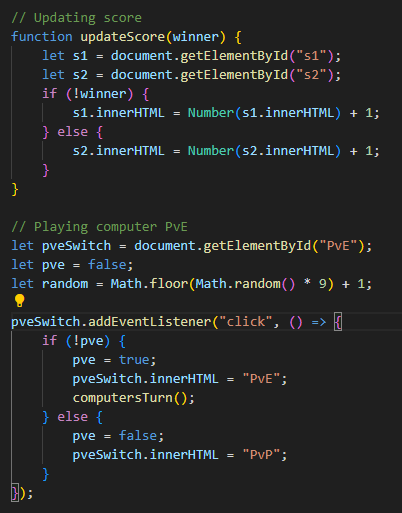 // Updating score
function updateScore(winner) {
    let s1 = document.getElementById("s1");
    let s2 = document.getElementById("s2");
    if (!winner) {
        s1.innerHTML = Number(s1.innerHTML) + 1;
    } else {
        s2.innerHTML = Number(s2.innerHTML) + 1;
    }
}

// Playing computer PvE
let pveSwitch = document.getElementById("PvE");
let pve = false;
let random = Math.floor(Math.random() * 9) + 1;

pveSwitch.addEventListener("click", () => {
    if (!pve) {
        pve = true;
        pveSwitch.innerHTML = "PvE";
        computersTurn();
    } else {
        pve = false;
        pveSwitch.innerHTML = "PvP";
    }
});